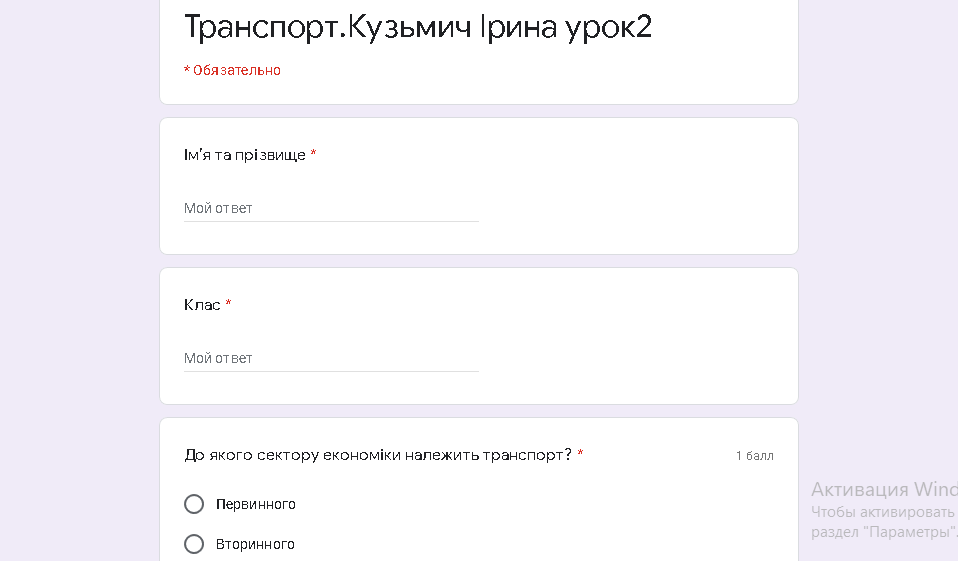 Транспорт.Кузьмич Ірина урок2
* Обязательно
Ім'я та прізвище *
Мой ответ
Клас *
Мой ответ
До якого сектору економіки належить транспорт? *
1 балл
Первинного
Вторинного
Активация Wind
Чтобы активировать
раздел "Параметры".